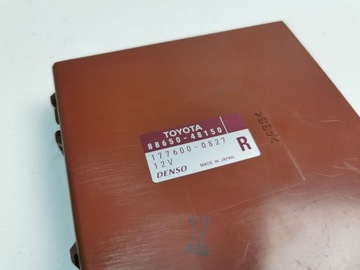 TOYOTA
88650-48150
177600-0827
12V
MADE IN JAPAN
DENSO
R